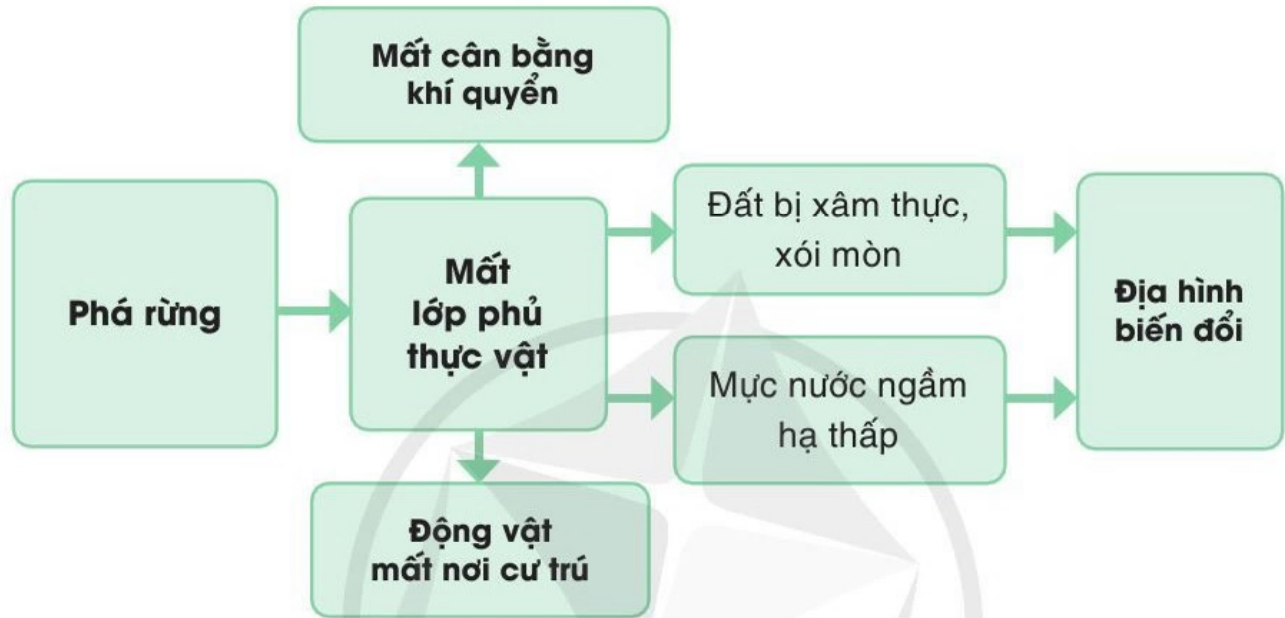 Mất cân bằng
khí quyển
Phá rừng
Mất
lớp phủ
thực vật
Đất bị xâm thực,
xói mòn
Mực nước ngầm
hạ thấp
Địa hình
biến đổi
Động vật
mất nơi cư trú